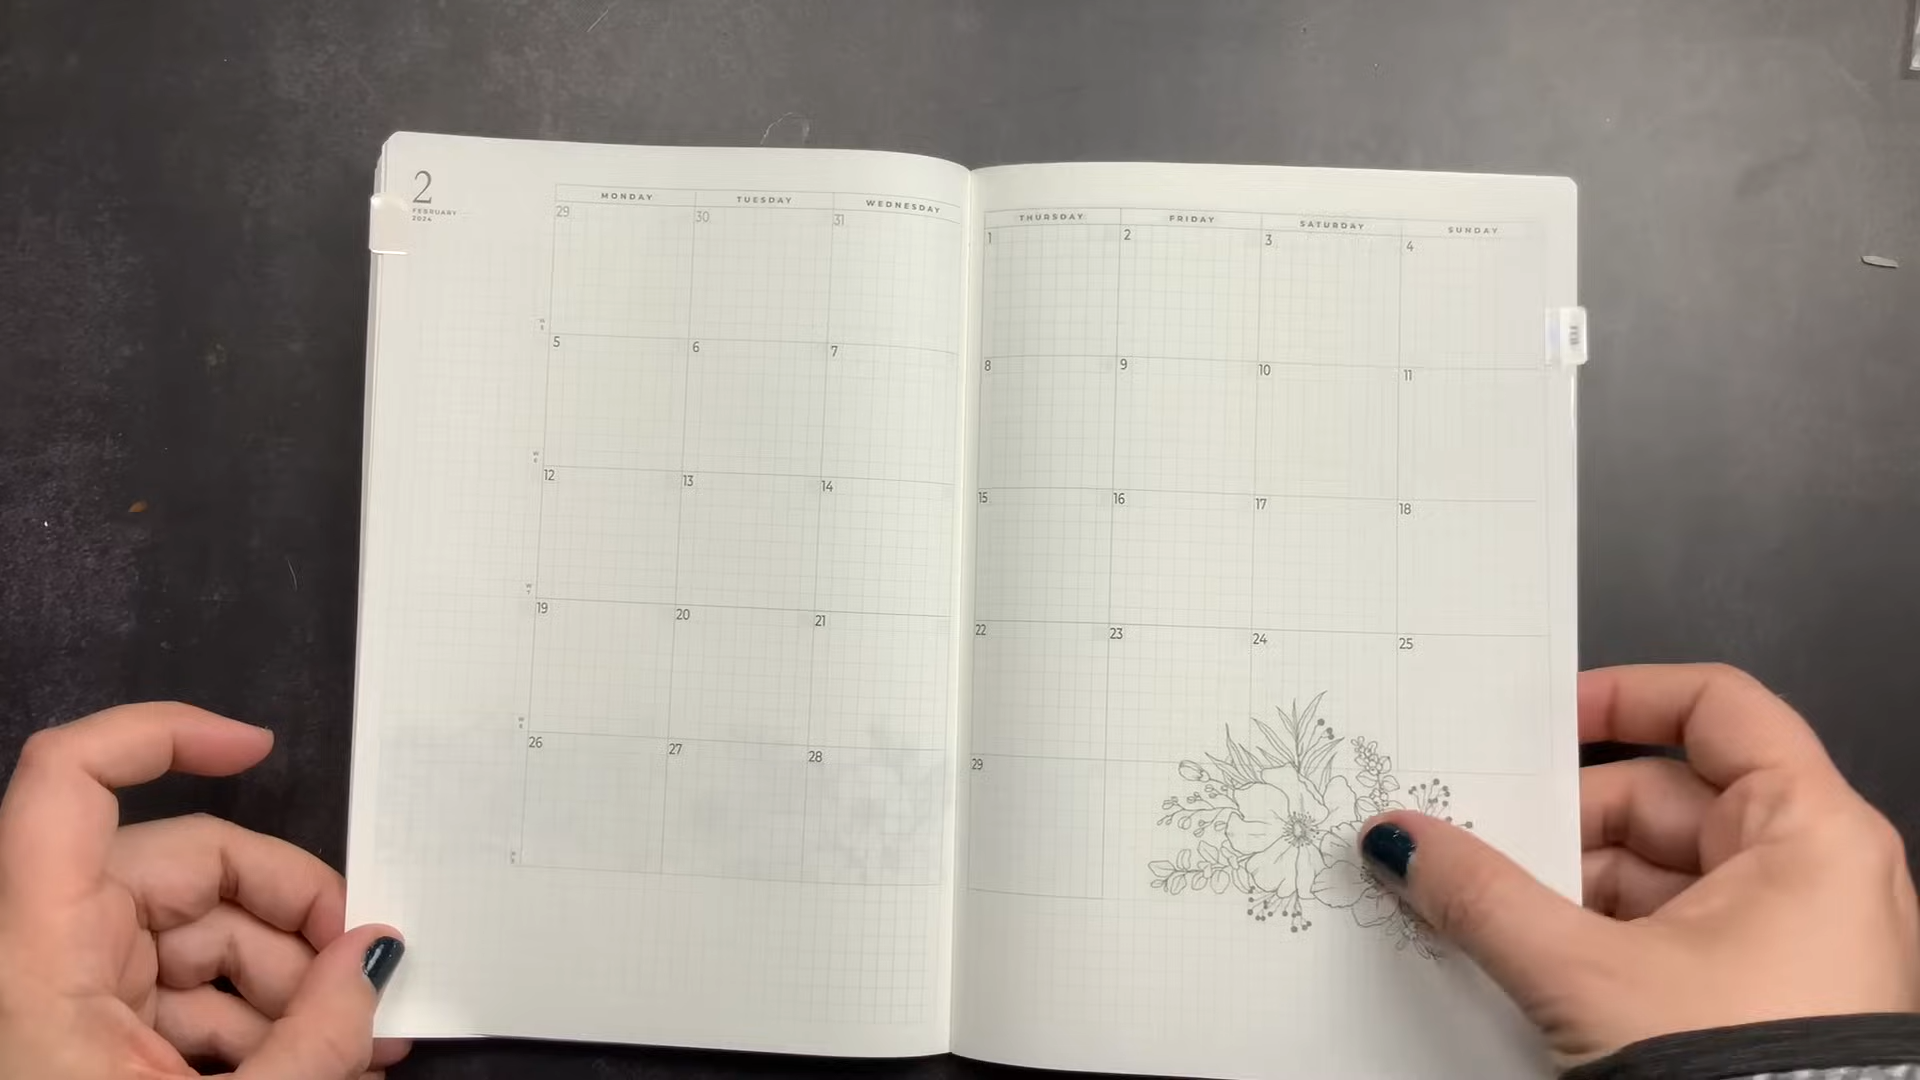 2
FEBRUARY
2024
MONDAY TUESDAY WEDNESDAY THURSDAY FRIDAY SATURDAY SUNDAY
29 30 31 1 2 3 4
5 6 7 8 9 10 11
12 13 14 15 16 17 18
19 20 21 22 23 24 25
26 27 28 29